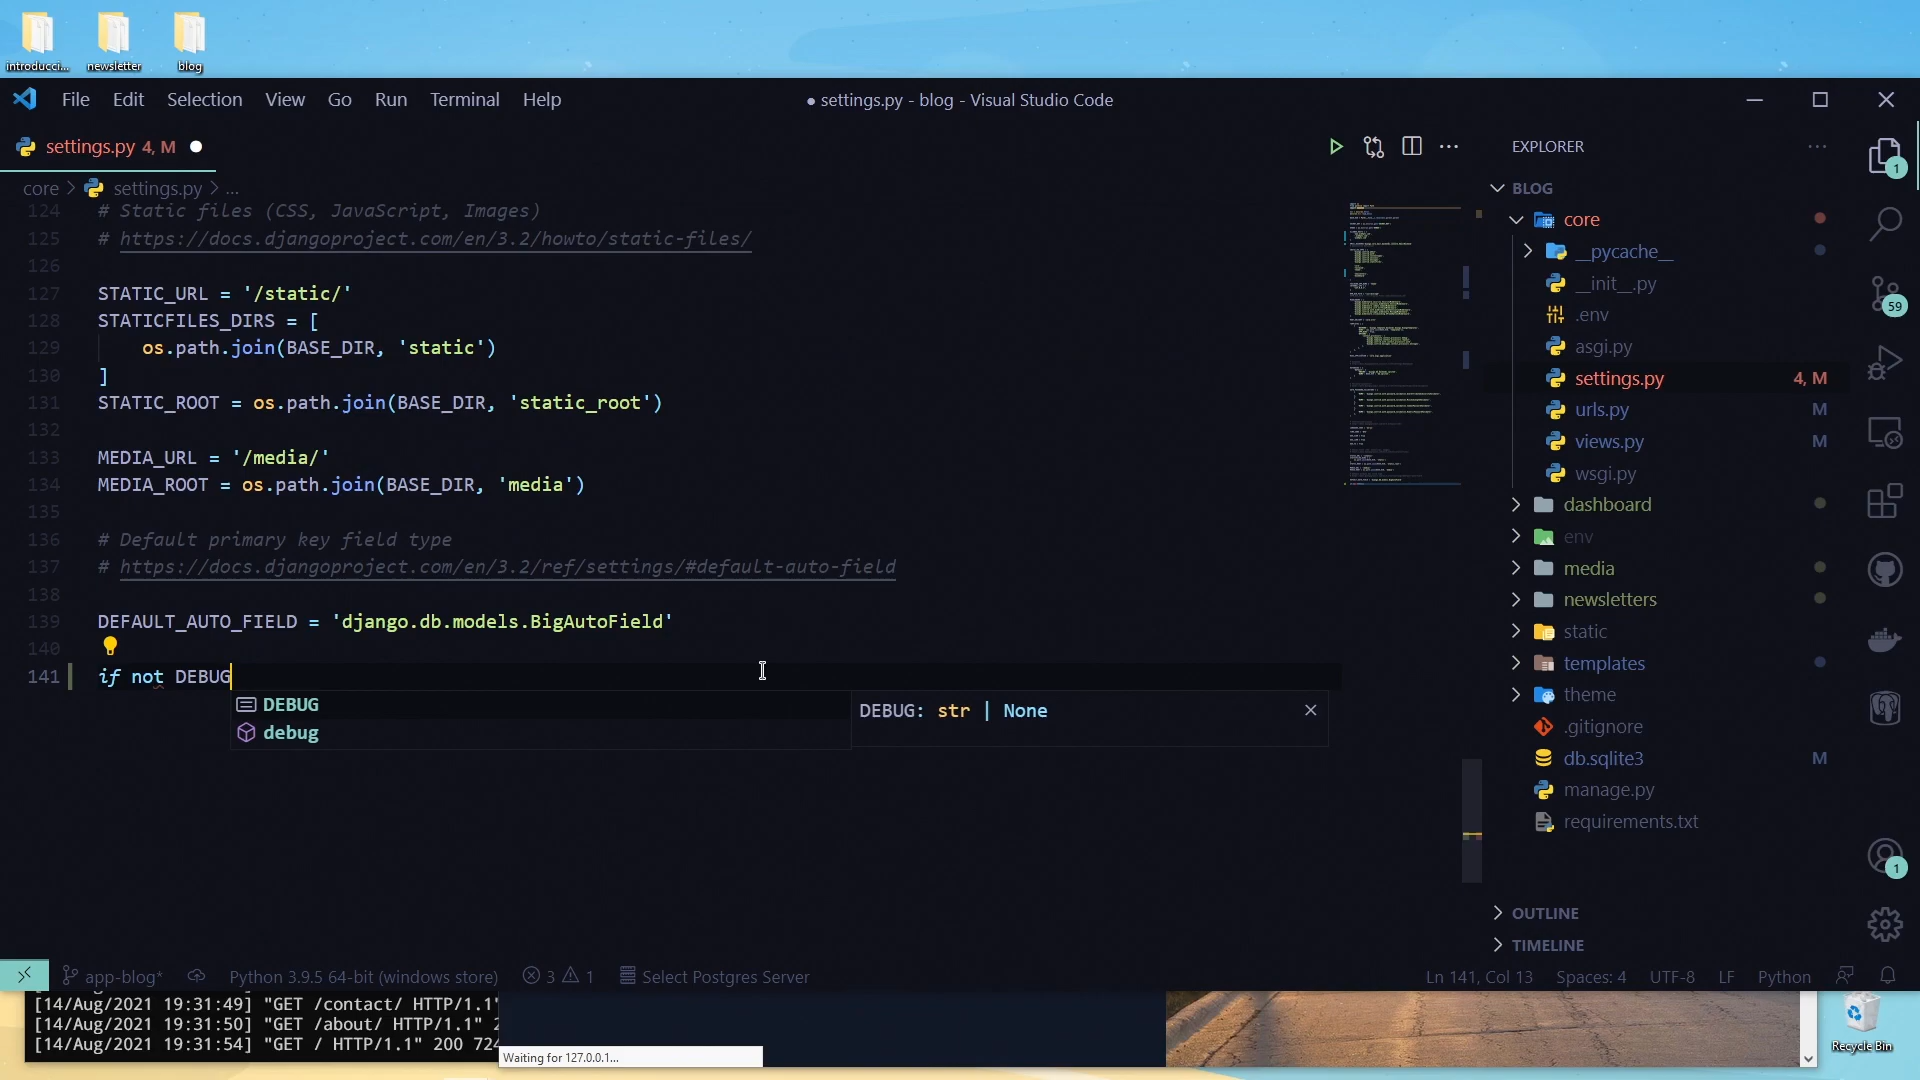 introducci...
newsletter
blog
File Edit Selection View Go Run Terminal Help
● settings.py - blog - Visual Studio Code
settings.py 4, M
core > settings.py > ...
124 # Static files (CSS, JavaScript, Images)
125 # https://docs.djangoproject.com/en/3.2/howto/static-files/
126
127 STATIC_URL = '/static/'
128 STATICFILES_DIRS = [
129 os.path.join(BASE_DIR, 'static')
130 ]
131 STATIC_ROOT = os.path.join(BASE_DIR, 'static_root')
132
133 MEDIA_URL = '/media/'
134 MEDIA_ROOT = os.path.join(BASE_DIR, 'media')
135
136 # Default primary key field type
137 # https://docs.djangoproject.com/en/3.2/ref/settings/#default-auto-field
138
139 DEFAULT_AUTO_FIELD = 'django.db.models.BigAutoField'
140
141 if not DEBUG
DEBUG
debug
DEBUG: str | None
EXPLORER
BLOG
core
__pycache__
__init__.py
.env
asgi.py
settings.py 4, M
urls.py M
views.py M
wsgi.py
dashboard
env
media
newsletters
static
templates
theme
.gitignore
db.sqlite3 M
manage.py
requirements.txt
OUTLINE
TIMELINE
1
59
1
app-blog* Python 3.9.5 64-bit (windows store) 3 1 Select Postgres Server
Ln 141, Col 13 Spaces: 4 UTF-8 LF Python
[14/Aug/2021 19:31:49] "GET /contact/ HTTP/1.1"
[14/Aug/2021 19:31:50] "GET /about/ HTTP/1.1" 2
[14/Aug/2021 19:31:54] "GET / HTTP/1.1" 200 724
Waiting for 127.0.0.1...
Recycle Bin